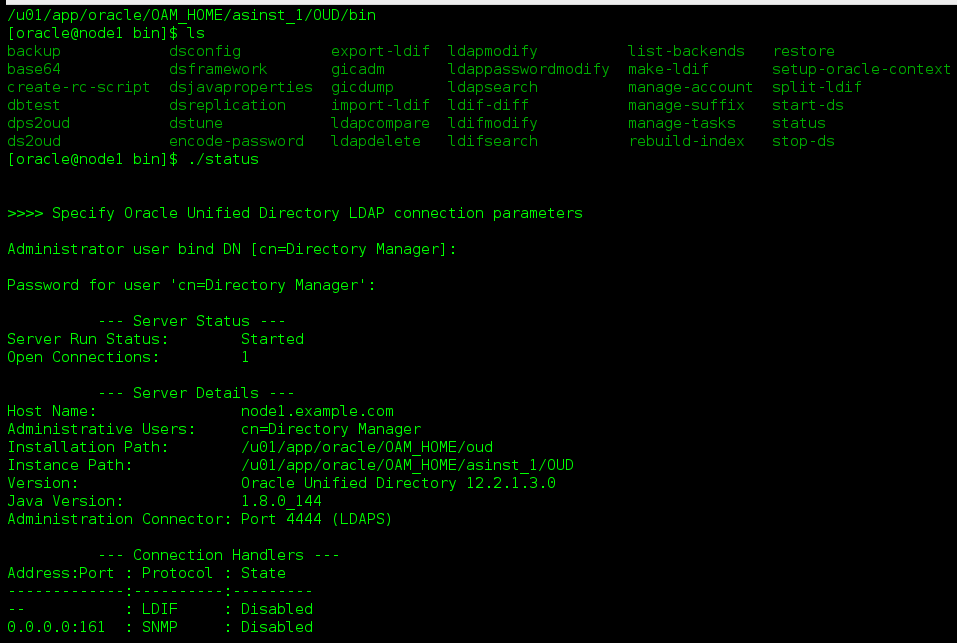 /u01/app/oracle/OAM_HOME/asinst_1/OUD/bin
[oracle@node1 bin]$ ls
backup            dsconfig          export-ldif  ldapmodify          list-backends   restore
base64            dsframework       gicadm       ldappasswordmodify  make-ldif       setup-oracle-context
create-rc-script  dsjavaproperties  gicdump      ldapsearch          manage-account  split-ldif
dbtest            dsreplication     import-ldif  ldif-diff           manage-suffix   start-ds
dps2oud           dstune            ldapcompare  ldifmodify          manage-tasks    status
ds2oud            encode-password   ldapdelete   ldifsearch          rebuild-index   stop-ds
[oracle@node1 bin]$ ./status
>>>> Specify Oracle Unified Directory LDAP connection parameters
Administrator user bind DN [cn=Directory Manager]:
Password for user 'cn=Directory Manager':
          --- Server Status ---
Server Run Status:        Started
Open Connections:         1
          --- Server Details ---
Host Name:                node1.example.com
Administrative Users:     cn=Directory Manager
Installation Path:        /u01/app/oracle/OAM_HOME/oud
Instance Path:            /u01/app/oracle/OAM_HOME/asinst_1/OUD
Version:                  Oracle Unified Directory 12.2.1.3.0
Java Version:             1.8.0_144
Administration Connector: Port 4444 (LDAPS)
          --- Connection Handlers ---
Address:Port : Protocol : State
-------------:----------:---------
--           : LDIF     : Disabled
0.0.0.0:161  : SNMP     : Disabled